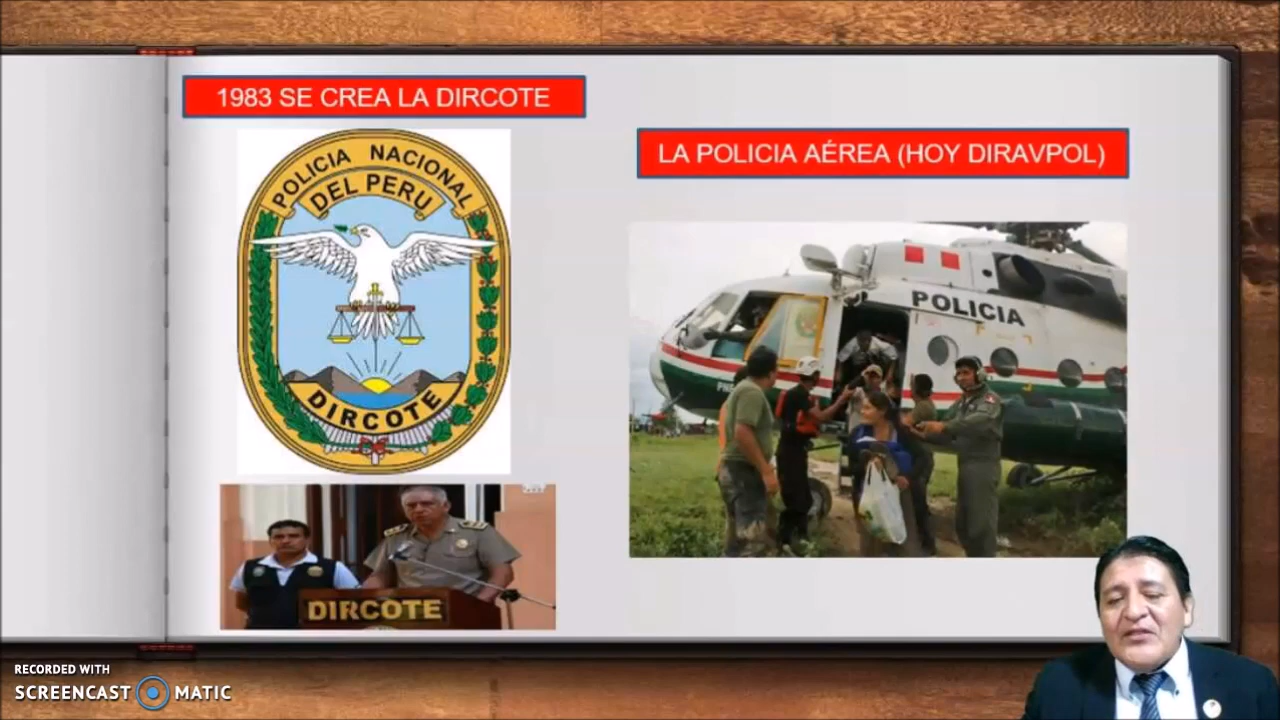 1983 SE CREA LA DIRCOTE
POLICIA NACIONAL
DEL PERU
DIRCOTE
DIRCOTE
LA POLICIA AÉREA (HOY DIRAVPOL)
POLICIA
RECORDED WITH
SCREENCAST MATIC